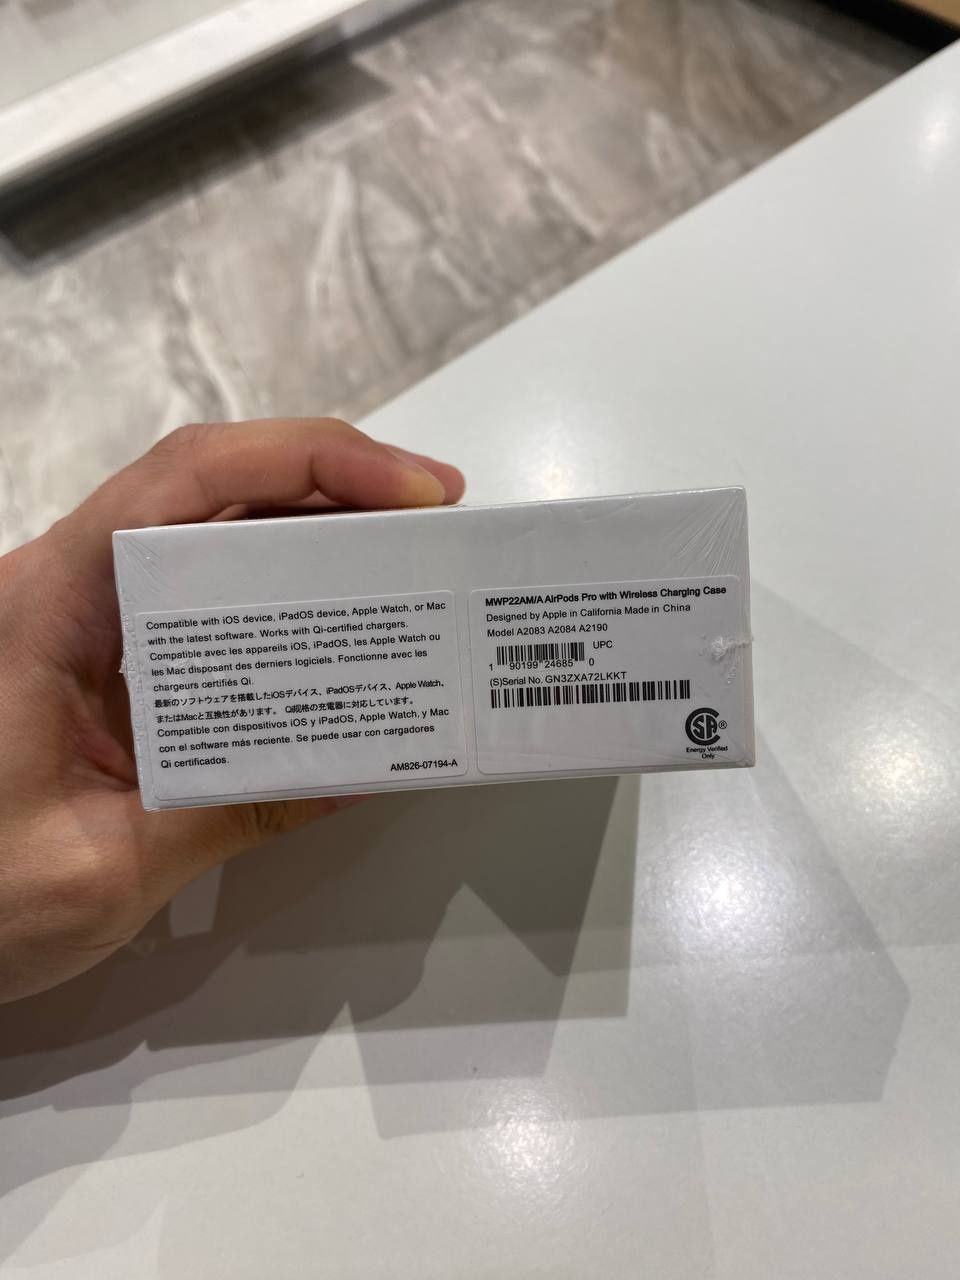 Compatible with iOS device, iPadOS device, Apple Watch, or Mac
with the latest software. Works with Qi-certified chargers.
Compatible avec les appareils iOS, iPadOS, les Apple Watch ou
les Mac disposant des derniers logiciels. Fonctionne avec les
chargeurs certifiés Qi.
最新のソフトウェアを搭載したiOSデバイス、iPadOSデバイス、Apple Watch、
またはMacと互換性があります。 Qi規格の充電器に対応しています。
Compatible con dispositivos iOS y iPadOS, Apple Watch, y Mac
con el software más reciente. Se puede usar con cargadores
Qi certificados.
AM826-07194-A
MWP22AM/A AirPods Pro with Wireless Charging Case
Designed by Apple in California Made in China
Model A2083 A2084 A2190
UPC
1 90199 24685 0
(S)Serial No. GN3ZXA72LKKT
SA®
Energy Verified
Only